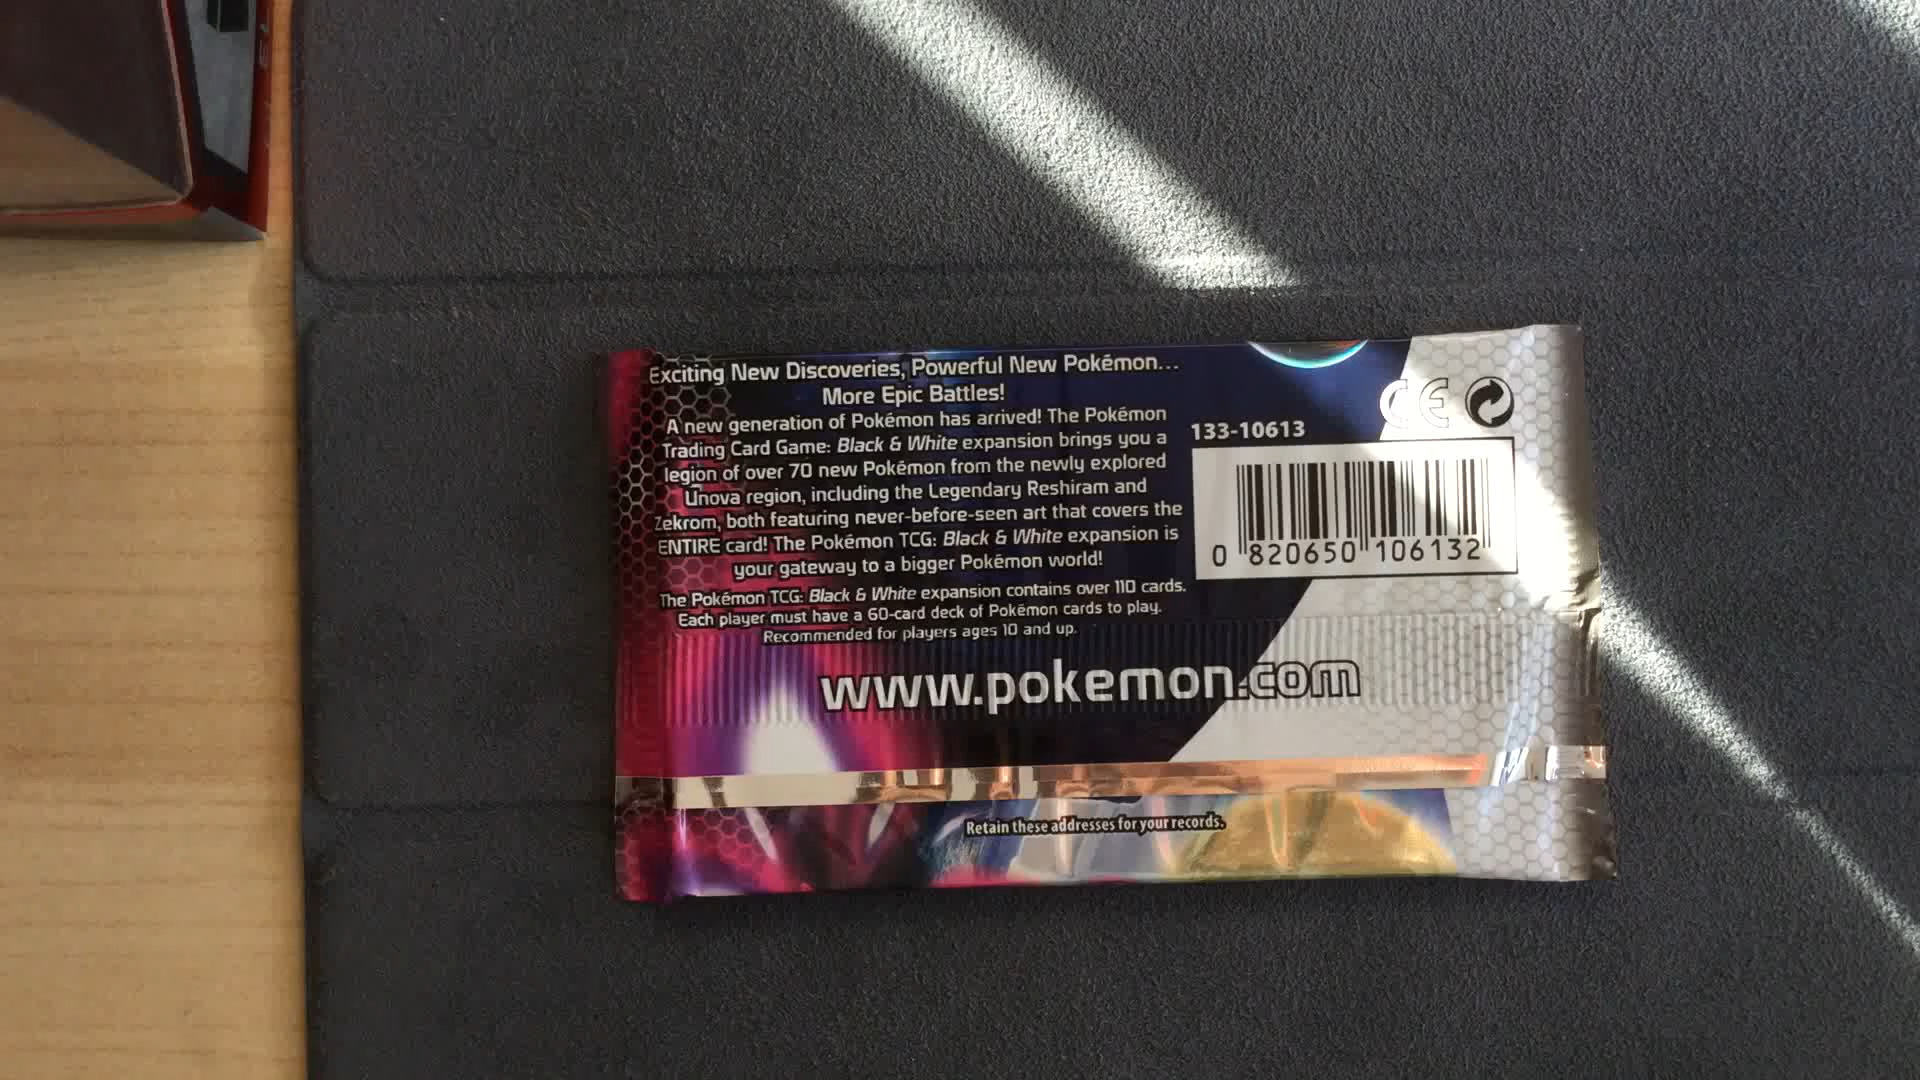 Exciting New Discoveries, Powerful New Pokémon...
More Epic Battles!
A new generation of Pokémon has arrived! The Pokémon
Trading Card Game: Black & White expansion brings you a
legion of over 70 new Pokémon from the newly explored
Unova region, including the Legendary Reshiram and
Zekrom, both featuring never-before-seen art that covers the
ENTIRE card! The Pokémon TCG: Black & White expansion is
your gateway to a bigger Pokémon world!
The Pokémon TCG: Black & White expansion contains over 110 cards.
Each player must have a 60-card deck of Pokémon cards to play.
Recommended for players ages 10 and up.
CE
133-10613
0 820650 106132
www.pokemon.com
Retain these addresses for your records.